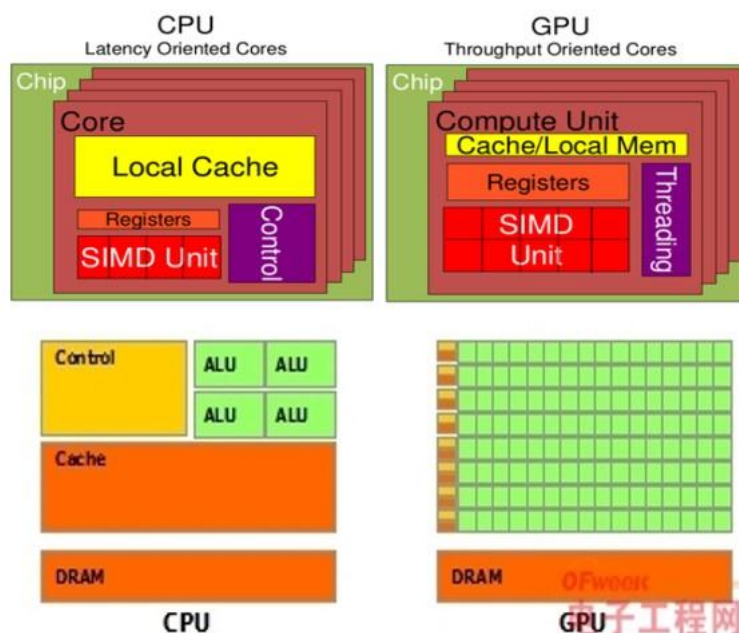 CPU
Latency Oriented Cores
GPU
Throughput Oriented Cores
Chip
Core
Local Cache
Registers
SIMD Unit
Control
Chip
Compute Unit
Cache/Local Mem
Registers
SIMD
Unit
Threading
Control
ALU ALU
ALU ALU
Cache
DRAM
CPU
DRAM
OFweek
电子工程网
GPU